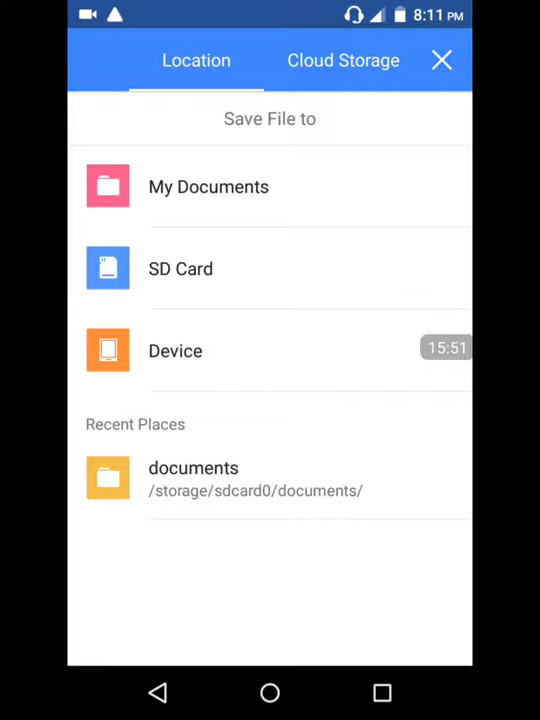 8:11 PM
Location
Cloud Storage
Save File to
My Documents
SD Card
Device
15:51
Recent Places
documents
/storage/sdcard0/documents/